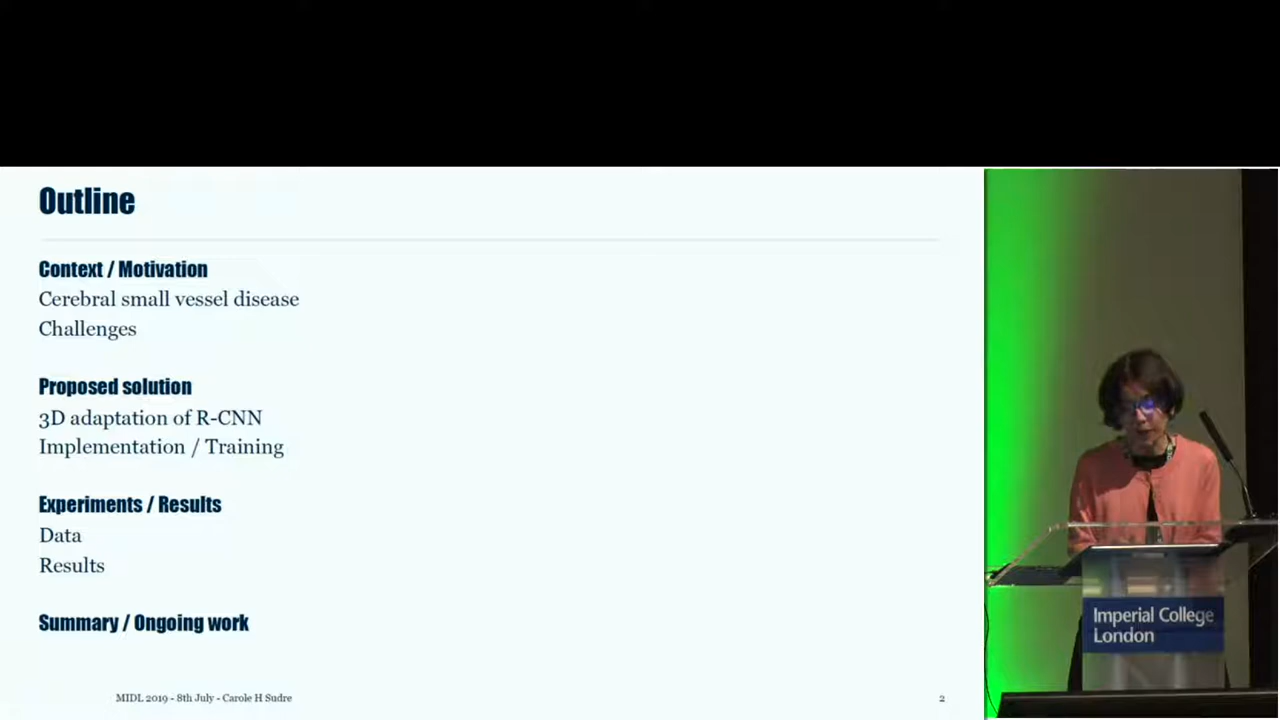 Outline
Context / Motivation
Cerebral small vessel disease
Challenges
Proposed solution
3D adaptation of R-CNN
Implementation / Training
Experiments / Results
Data
Results
Summary / Ongoing work
MIDL 2019 - 8th July - Carole H Sudre
2
Imperial College
London